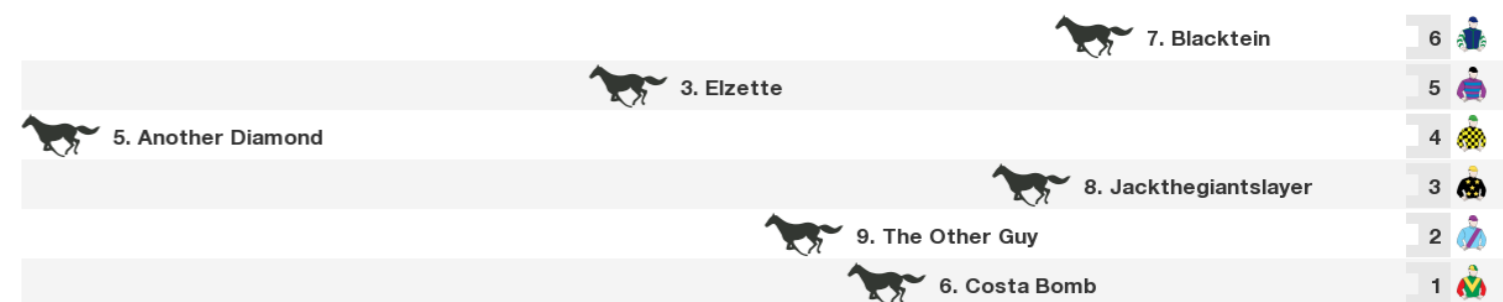 7. Blacktein 6
3. Elzette 5
5. Another Diamond 4
8. Jackthegiantslayer 3
9. The Other Guy 2
6. Costa Bomb 1